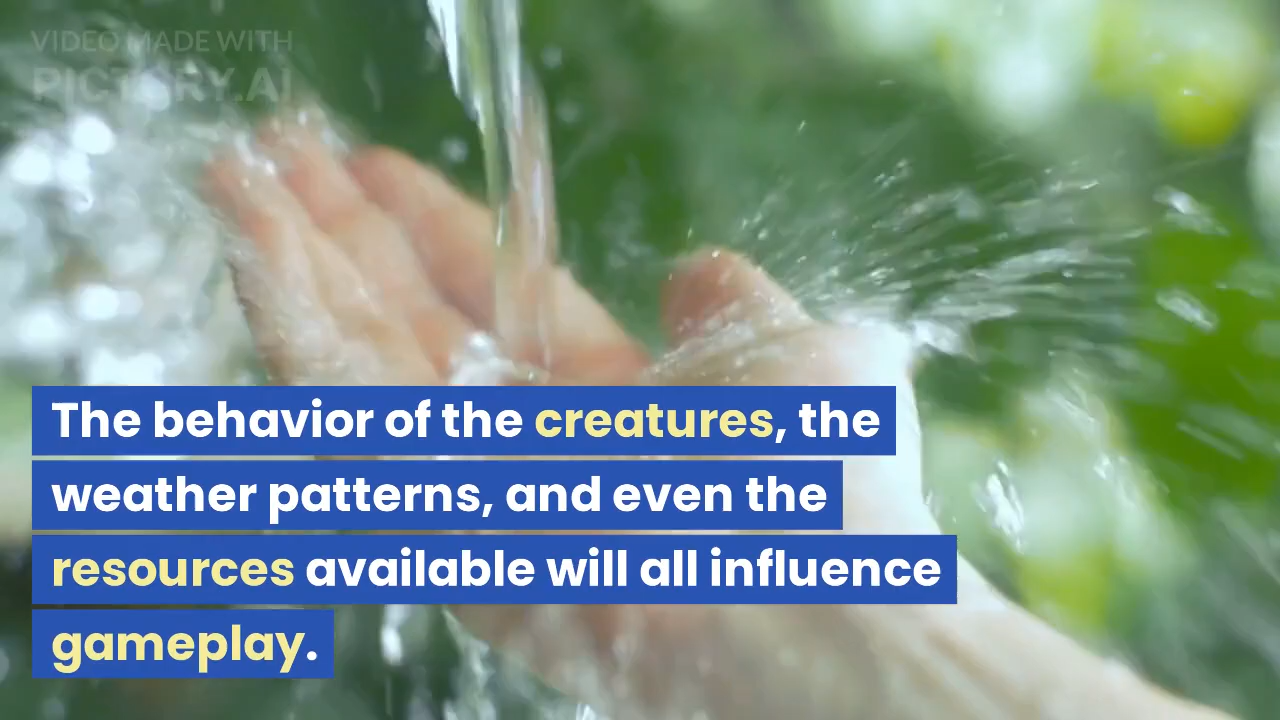 VIDEO MADE WITH
PICTORY.AI
The behavior of the creatures, the
weather patterns, and even the
resources available will all influence
gameplay.